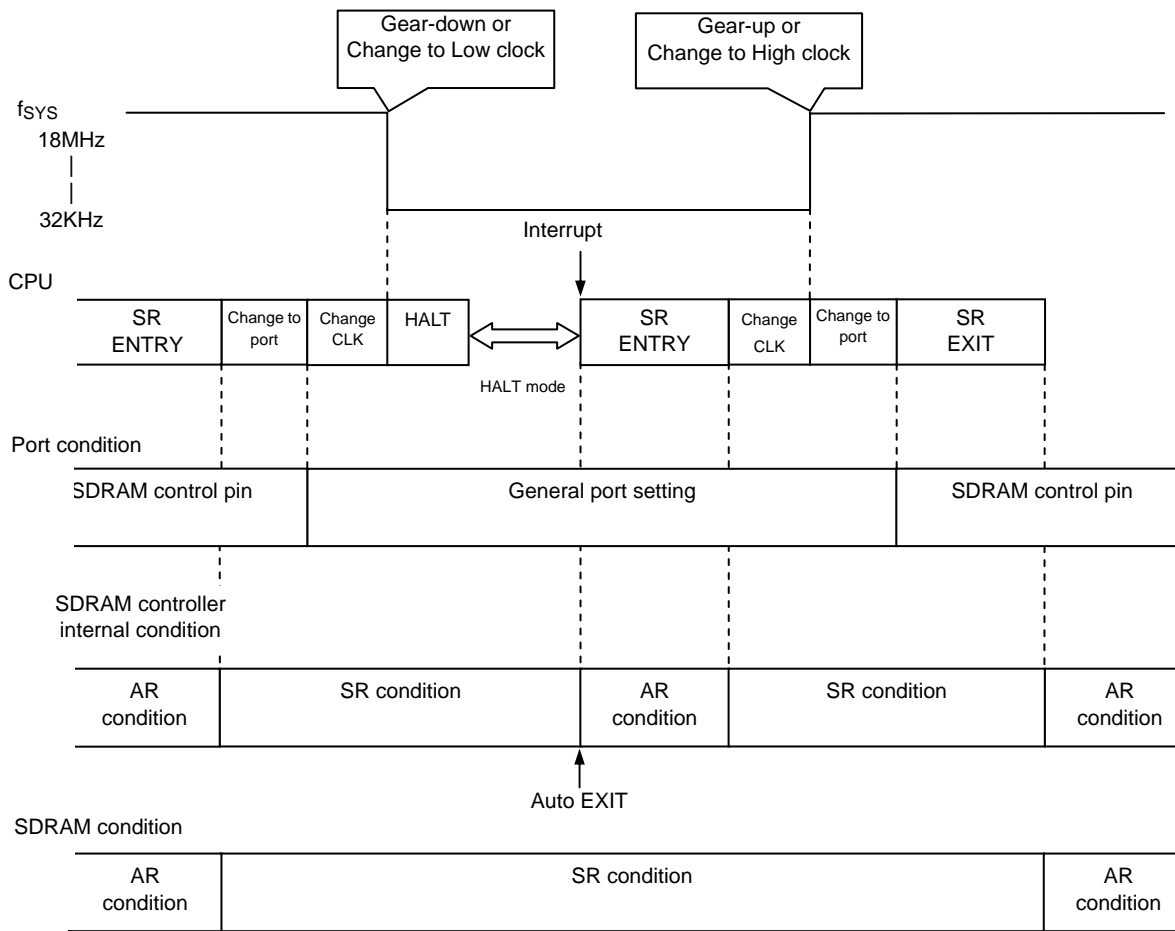 Gear-down or
Change to Low clock
Gear-up or
Change to High clock
fSYS
18MHz
|
|
32KHz
Interrupt
CPU
SR
ENTRY
Change to
port
Change
CLK
HALT
HALT mode
SR
ENTRY
Change
CLK
Change to
port
SR
EXIT
Port condition
SDRAM control pin
General port setting
SDRAM control pin
SDRAM controller
internal condition
AR
condition
SR condition
AR
condition
SR condition
AR
condition
Auto EXIT
SDRAM condition
AR
condition
SR condition
AR
condition